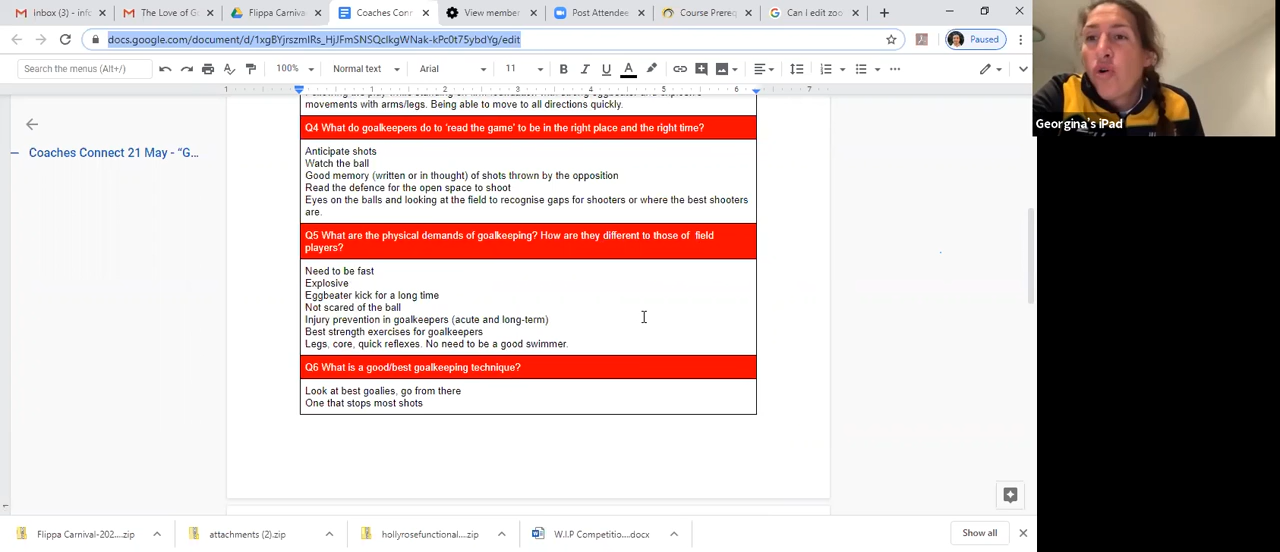 Inbox (3) - info
The Love of Go
Flippa Carniva
Coaches Conn
View member
Post Attendee
Course Prereq
Can I edit zoo
docs.google.com/document/d/1xgBYjrszmIRs_HjJFmSNSQclkgWNak-kPc0t75ybdYg/edit
Paused
Search the menus (Alt+/)
100%
Normal text
Arial
11
B I U A
1 1 2 3 4 5 6 7
movements with arms/legs. Being able to move to all directions quickly.
Georgina's iPad
Q4 What do goalkeepers do to 'read the game' to be in the right place and the right time?
Coaches Connect 21 May - “G...
Anticipate shots
Watch the ball
Good memory (written or in thought) of shots thrown by the opposition
Read the defence for the open space to shoot
Eyes on the balls and looking at the field to recognise gaps for shooters or where the best shooters
are.
Q5 What are the physical demands of goalkeeping? How are they different to those of field
players?
Need to be fast
Explosive
Eggbeater kick for a long time
Not scared of the ball
Injury prevention in goalkeepers (acute and long-term)
Best strength exercises for goalkeepers
Legs, core, quick reflexes. No need to be a good swimmer.
Q6 What is a good/best goalkeeping technique?
Look at best goalies, go from there
One that stops most shots
Flippa Carnival-202....zip
attachments (2).zip
hollyrosefunctional....zip
W.I.P Competitio....docx
Show all